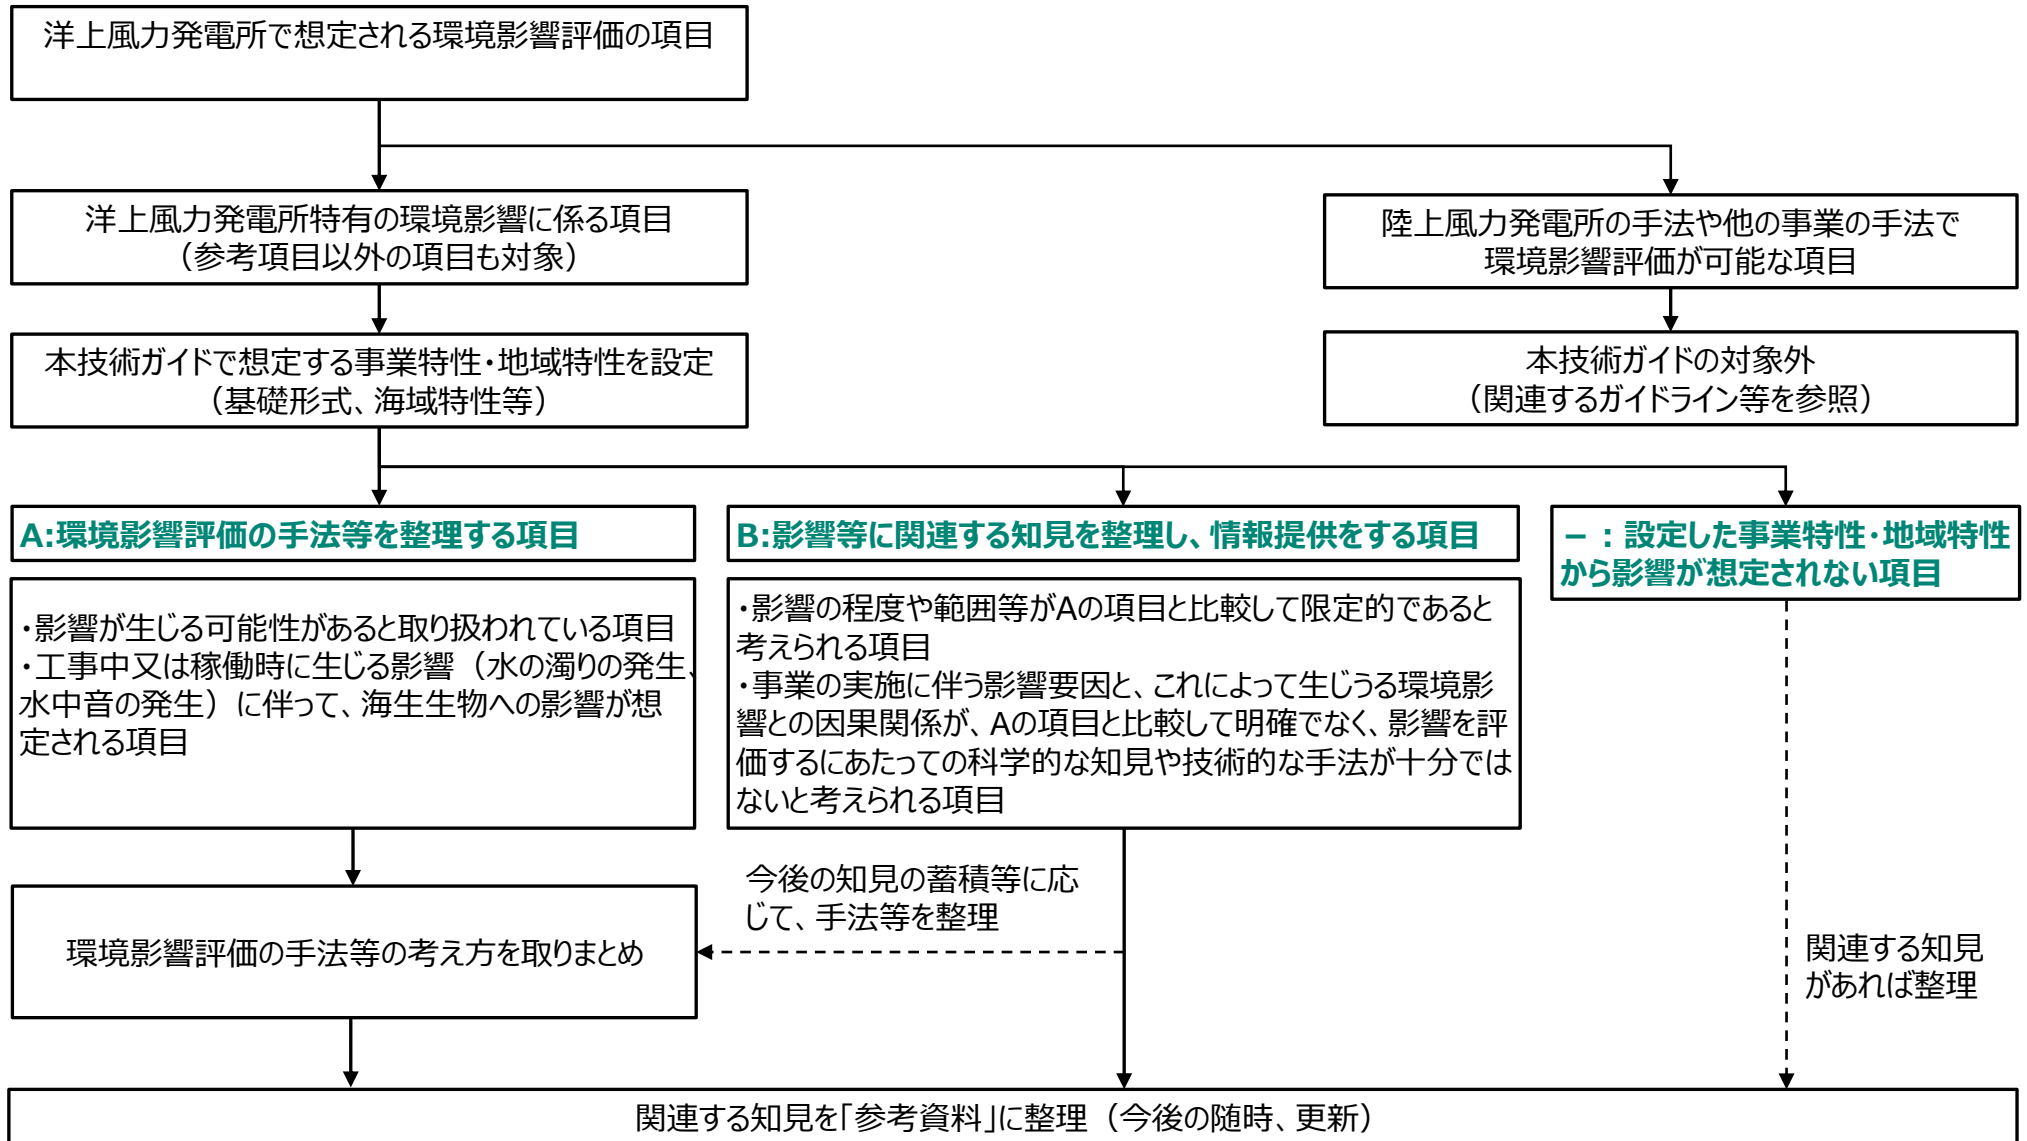 洋上風力発電所で想定される環境影響評価の項目
洋上風力発電所特有の環境影響に係る項目
（参考項目以外の項目も対象）
陸上風力発電所の手法や他の事業の手法で
環境影響評価が可能な項目
本技術ガイドで想定する事業特性・地域特性を設定
（基礎形式、海域特性等）
本技術ガイドの対象外
（関連するガイドライン等を参照）
A:環境影響評価の手法等を整理する項目
B:影響等に関連する知見を整理し、情報提供をする項目
－：設定した事業特性・地域特性
から影響が想定されない項目
・影響が生じる可能性があると取り扱われている項目
・工事中又は稼働時に生じる影響（水の濁りの発生、
水中音の発生）に伴って、海生生物への影響が想
定される項目
・影響の程度や範囲等がAの項目と比較して限定的であると
考えられる項目
・事業の実施に伴う影響要因と、これによって生じうる環境影
響との因果関係が、Aの項目と比較して明確でなく、影響を評
価するにあたっての科学的な知見や技術的な手法が十分では
ないと考えられる項目
今後の知見の蓄積等に応
じて、手法等を整理
環境影響評価の手法等の考え方を取りまとめ
関連する知見
があれば整理
関連する知見を「参考資料」に整理（今後の随時、更新）